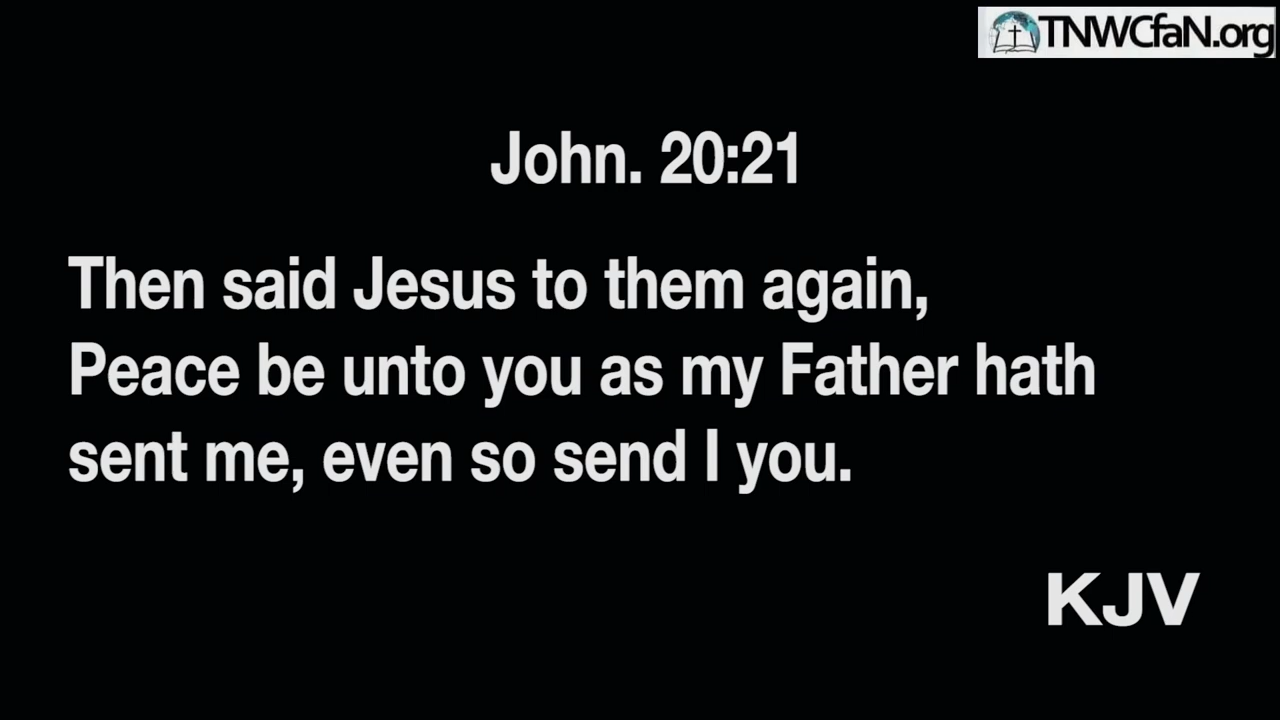 TNWCfaN.org
John. 20:21
Then said Jesus to them again,
Peace be unto you as my Father hath
sent me, even so send I you.
KJV